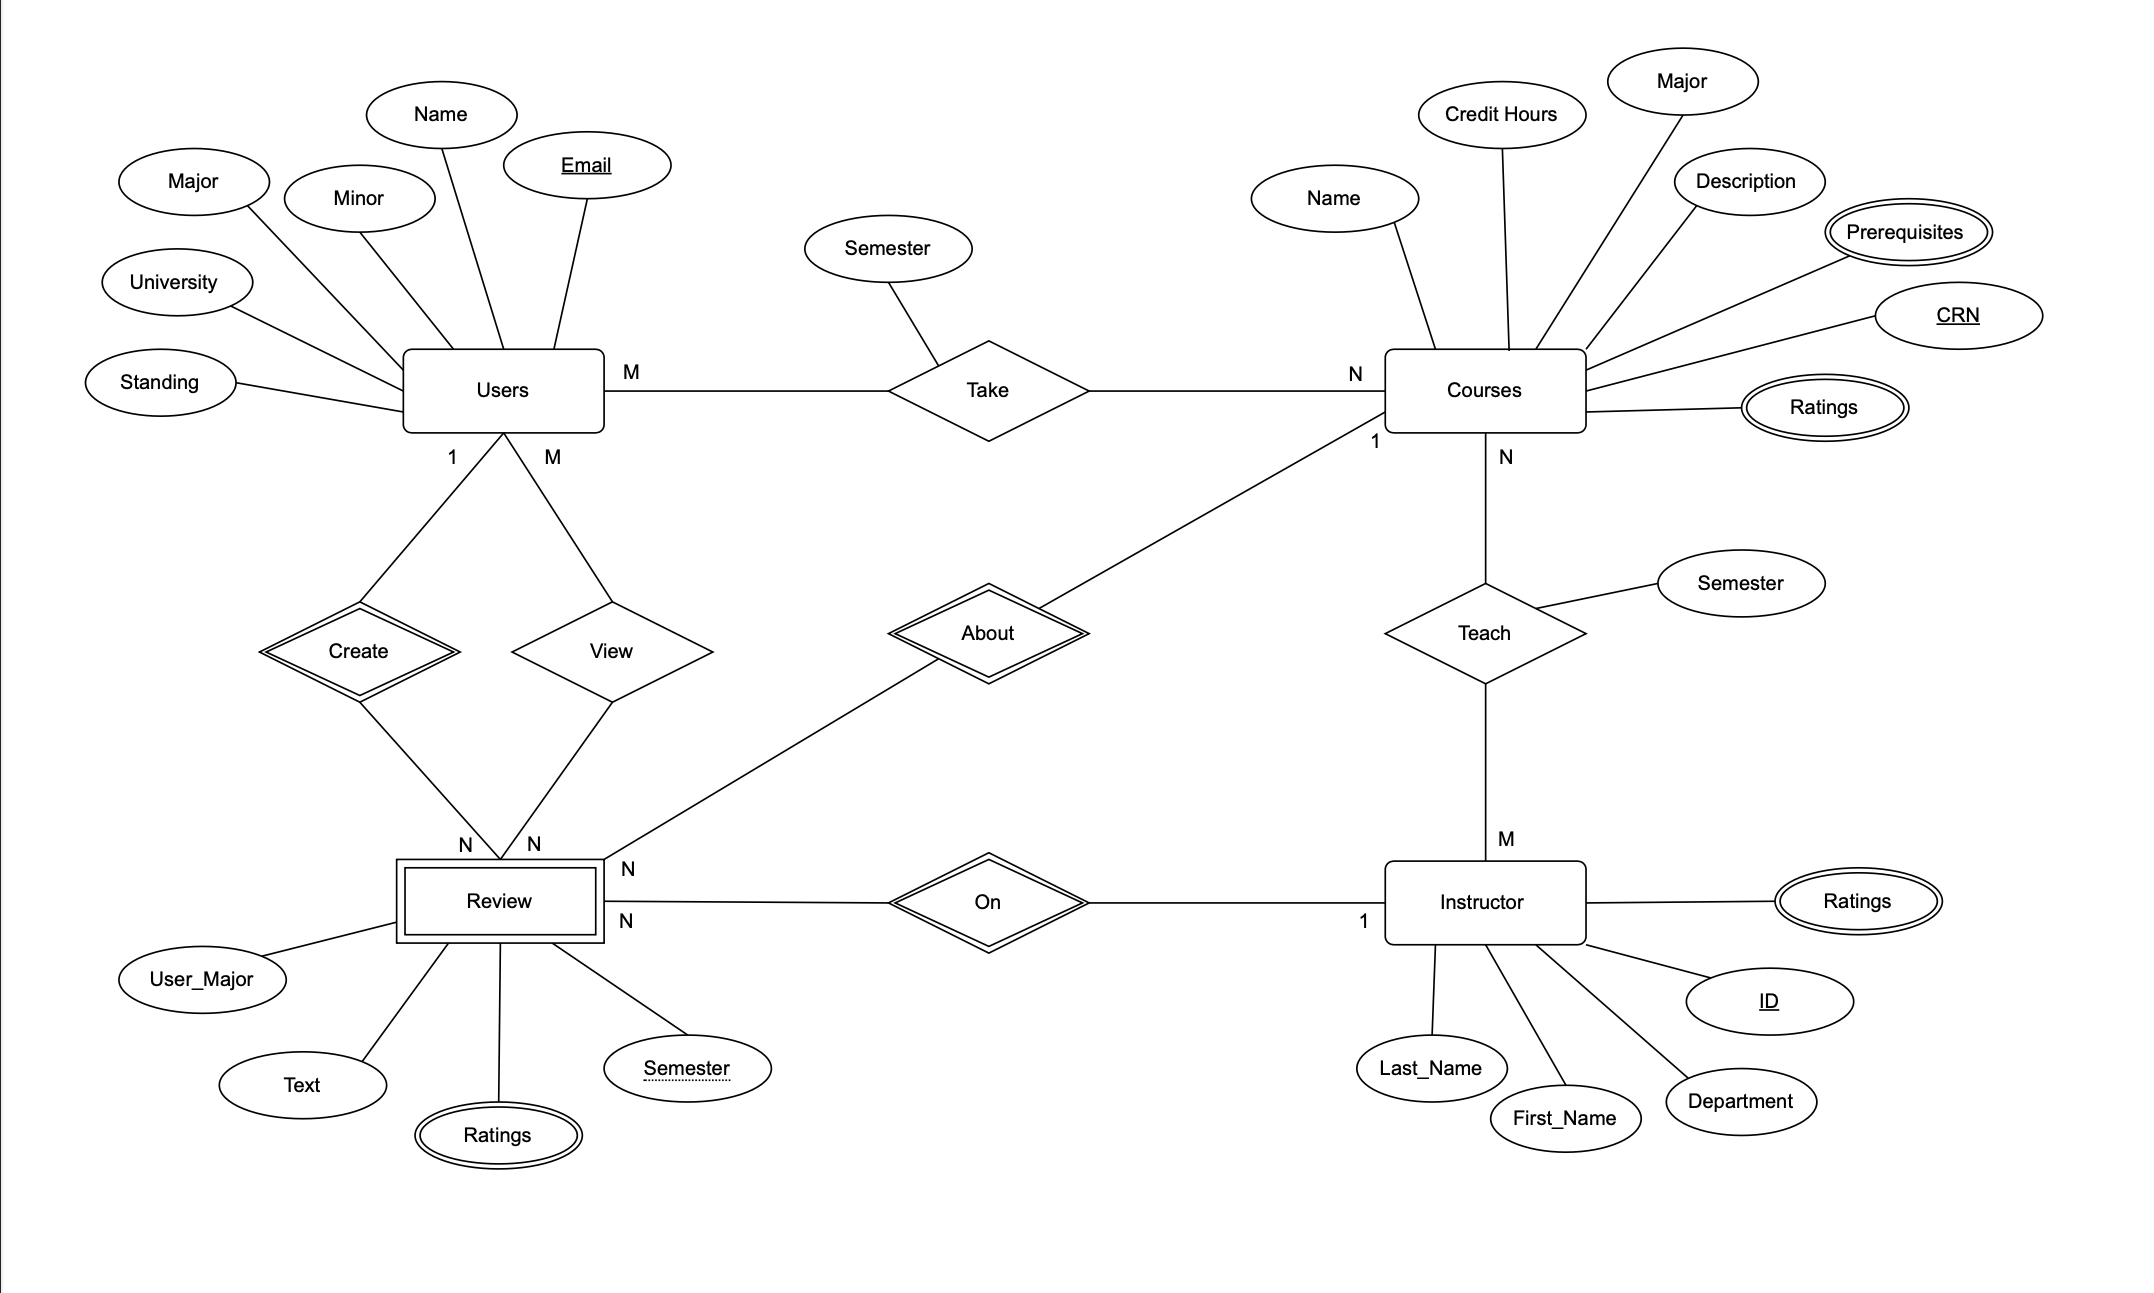 Major
Name
Credit Hours
Email
Major
Description
Minor
Name
Prerequisites
Semester
University
CRN
Standing
Users
M
Take
N
Courses
Ratings
1
M
1
N
Create
View
About
Teach
Semester
N
N
N
M
Review
On
Instructor
Ratings
N
1
User_Major
ID
Semester
Last_Name
Text
Department
First_Name
Ratings